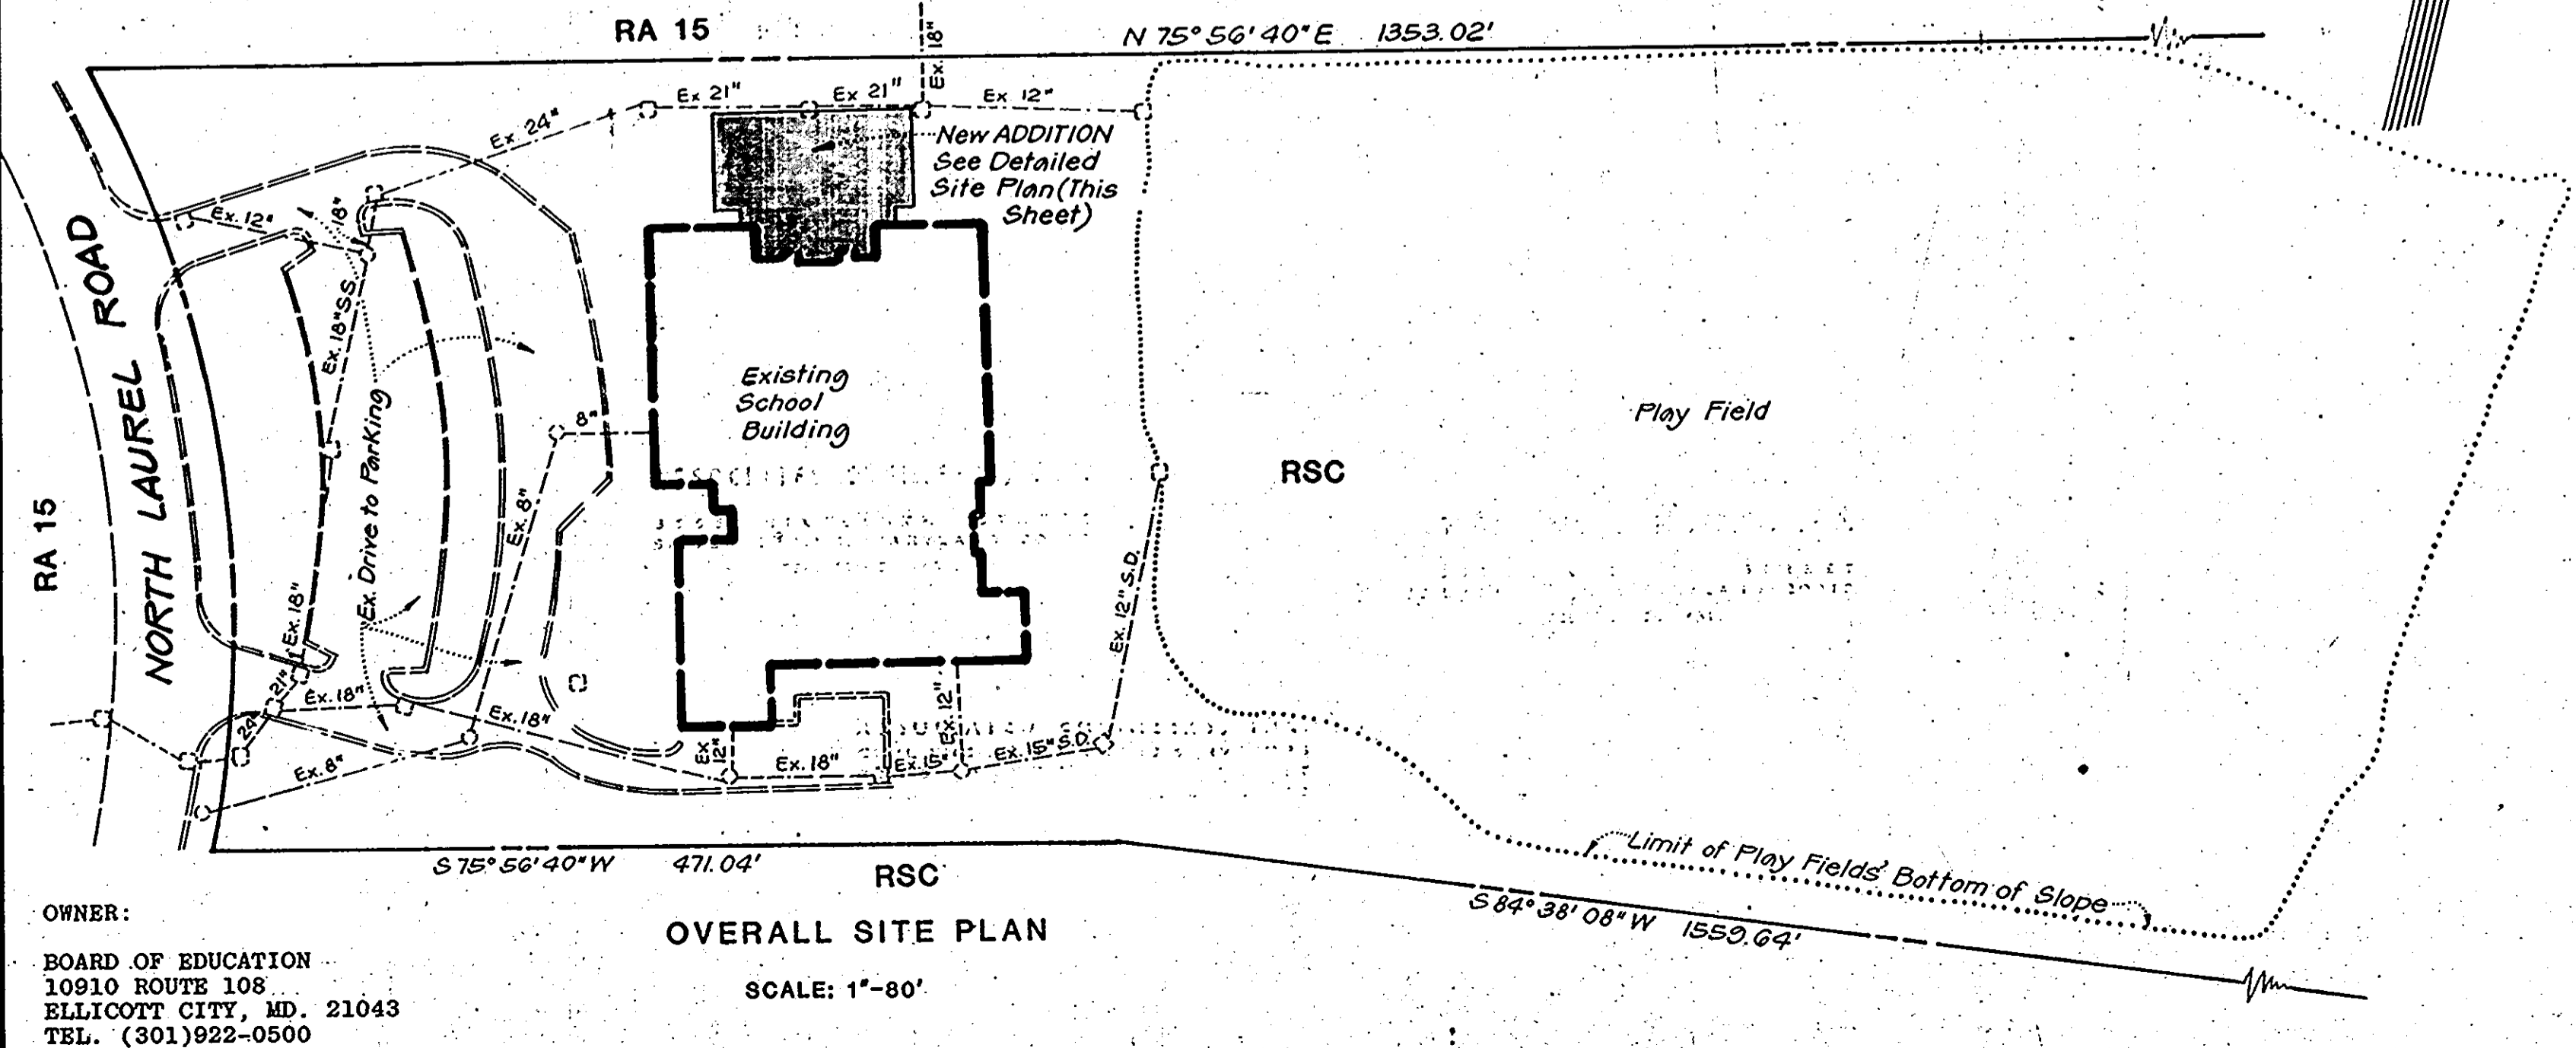 RA 15
N 75° 56' 40" E 1353.02'
Ex. 18"
Ex 21"
Ex 21"
Ex 12"
Ex. 24"
New ADDITION
See Detailed
Site Plan (This
Sheet)
Ex. 12"
18"
Ex. 18" S.S.
NORTH LAUREL ROAD
RA 15
Ex. Drive to Parking
8"
Ex. 8"
Existing
School
Building
Play Field
RSC
Ex. 12" S.D.
Ex. 18"
21"
24"
Ex. 18"
Ex. 18"
Ex. 8"
Ex
12"
Ex. 18"
Ex. 15"
Ex. 12"
Ex. 15" S.D.
Limit of Play Fields' Bottom of Slope
S 75° 56' 40" W 471.04'
RSC
S 84° 38' 08" W 1559.64'
OVERALL SITE PLAN
SCALE: 1"-80'
OWNER:
BOARD OF EDUCATION
10910 ROUTE 108
ELLICOTT CITY, MD. 21043
TEL. (301)922-0500